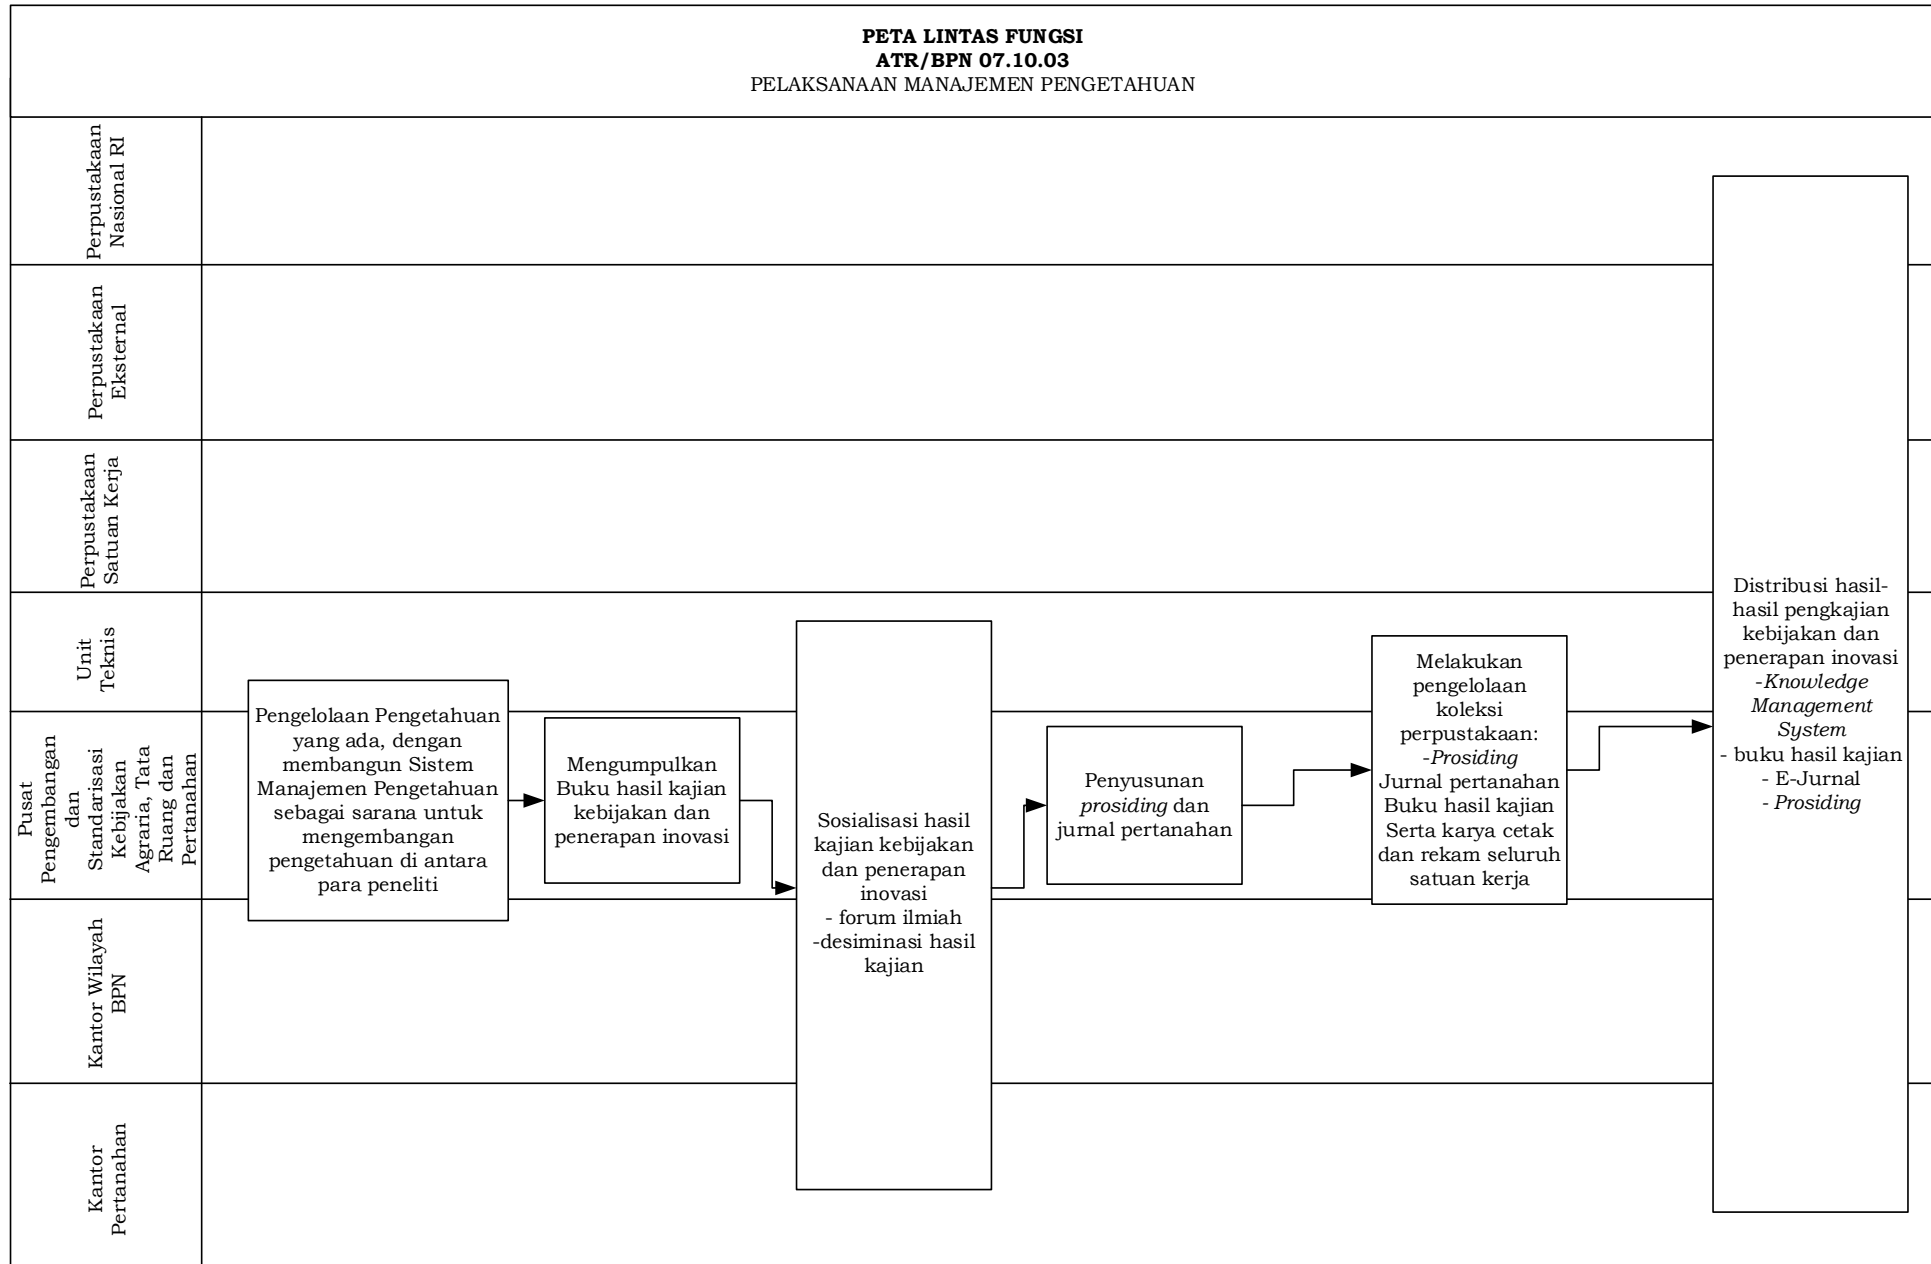 PETA LINTAS FUNGSI
ATR/BPN 07.10.03
PELAKSANAAN MANAJEMEN PENGETAHUAN
Perpustakaan
Nasional RI
Perpustakaan
Eksternal
Perpustakaan
Satuan Kerja
Unit
Teknis
Pusat
Pengembangan
dan
Standarisasi
Kebijakan
Agraria, Tata
Ruang dan
Pertanahan
Kantor Wilayah
BPN
Kantor
Pertanahan
Pengelolaan Pengetahuan
yang ada, dengan
membangun Sistem
Manajemen Pengetahuan
sebagai sarana untuk
mengembangan
pengetahuan di antara
para peneliti
Mengumpulkan
Buku hasil kajian
kebijakan dan
penerapan inovasi
Sosialisasi hasil
kajian kebijakan
dan penerapan
inovasi
- forum ilmiah
-desiminasi hasil
kajian
Penyusunan
prosiding dan
jurnal pertanahan
Melakukan
pengelolaan
koleksi
perpustakaan:
-Prosiding
Jurnal pertanahan
Buku hasil kajian
Serta karya cetak
dan rekam seluruh
satuan kerja
Distribusi hasil-
hasil pengkajian
kebijakan dan
penerapan inovasi
-Knowledge
Management
System
- buku hasil kajian
- E-Jurnal
- Prosiding